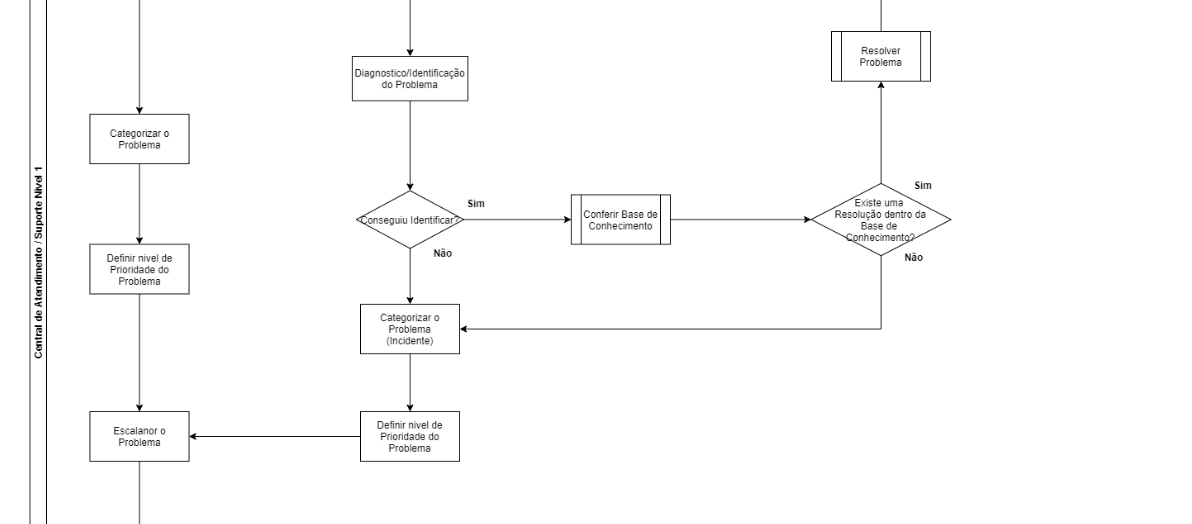 Central de Atendimento / Suporte Nivel 1
Categorizar o
Problema
Definir nivel de
Prioridade do
Problema
Escalanor o
Problema
Diagnostico/Identificação
do Problema
Conseguiu Identificar?
Sim
Não
Categorizar o
Problema
(Incidente)
Definir nivel de
Prioridade do
Problema
Conferir Base de
Conhecimento
Resolver
Problema
Sim
Existe uma
Resolução dentro da
Base de
Conhecimento?
Não